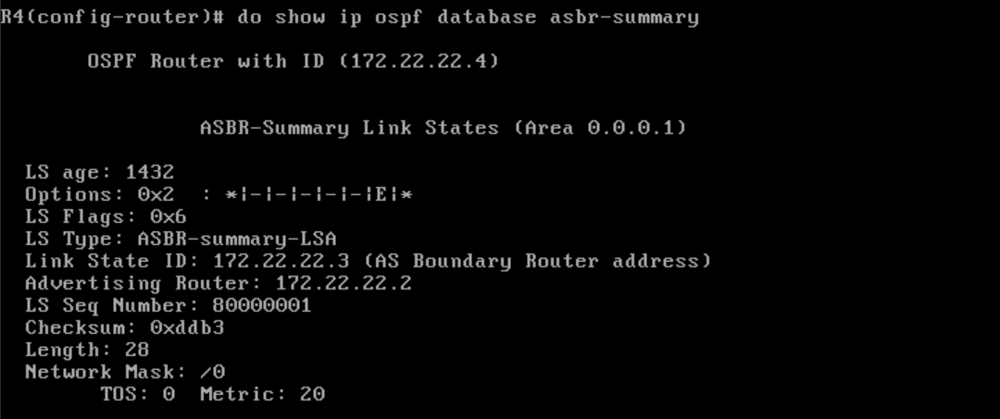 R4(config-router)# do show ip ospf database asbr-summary
OSPF Router with ID (172.22.22.4)
ASBR-Summary Link States (Area 0.0.0.1)
LS age: 1432
Options: 0x2  : *|-|-|-|-|-|E|*
LS Flags: 0x6
LS Type: ASBR-summary-LSA
Link State ID: 172.22.22.3 (AS Boundary Router address)
Advertising Router: 172.22.22.2
LS Seq Number: 80000001
Checksum: 0xddb3
Length: 28
Network Mask: /0
TOS: 0  Metric: 20